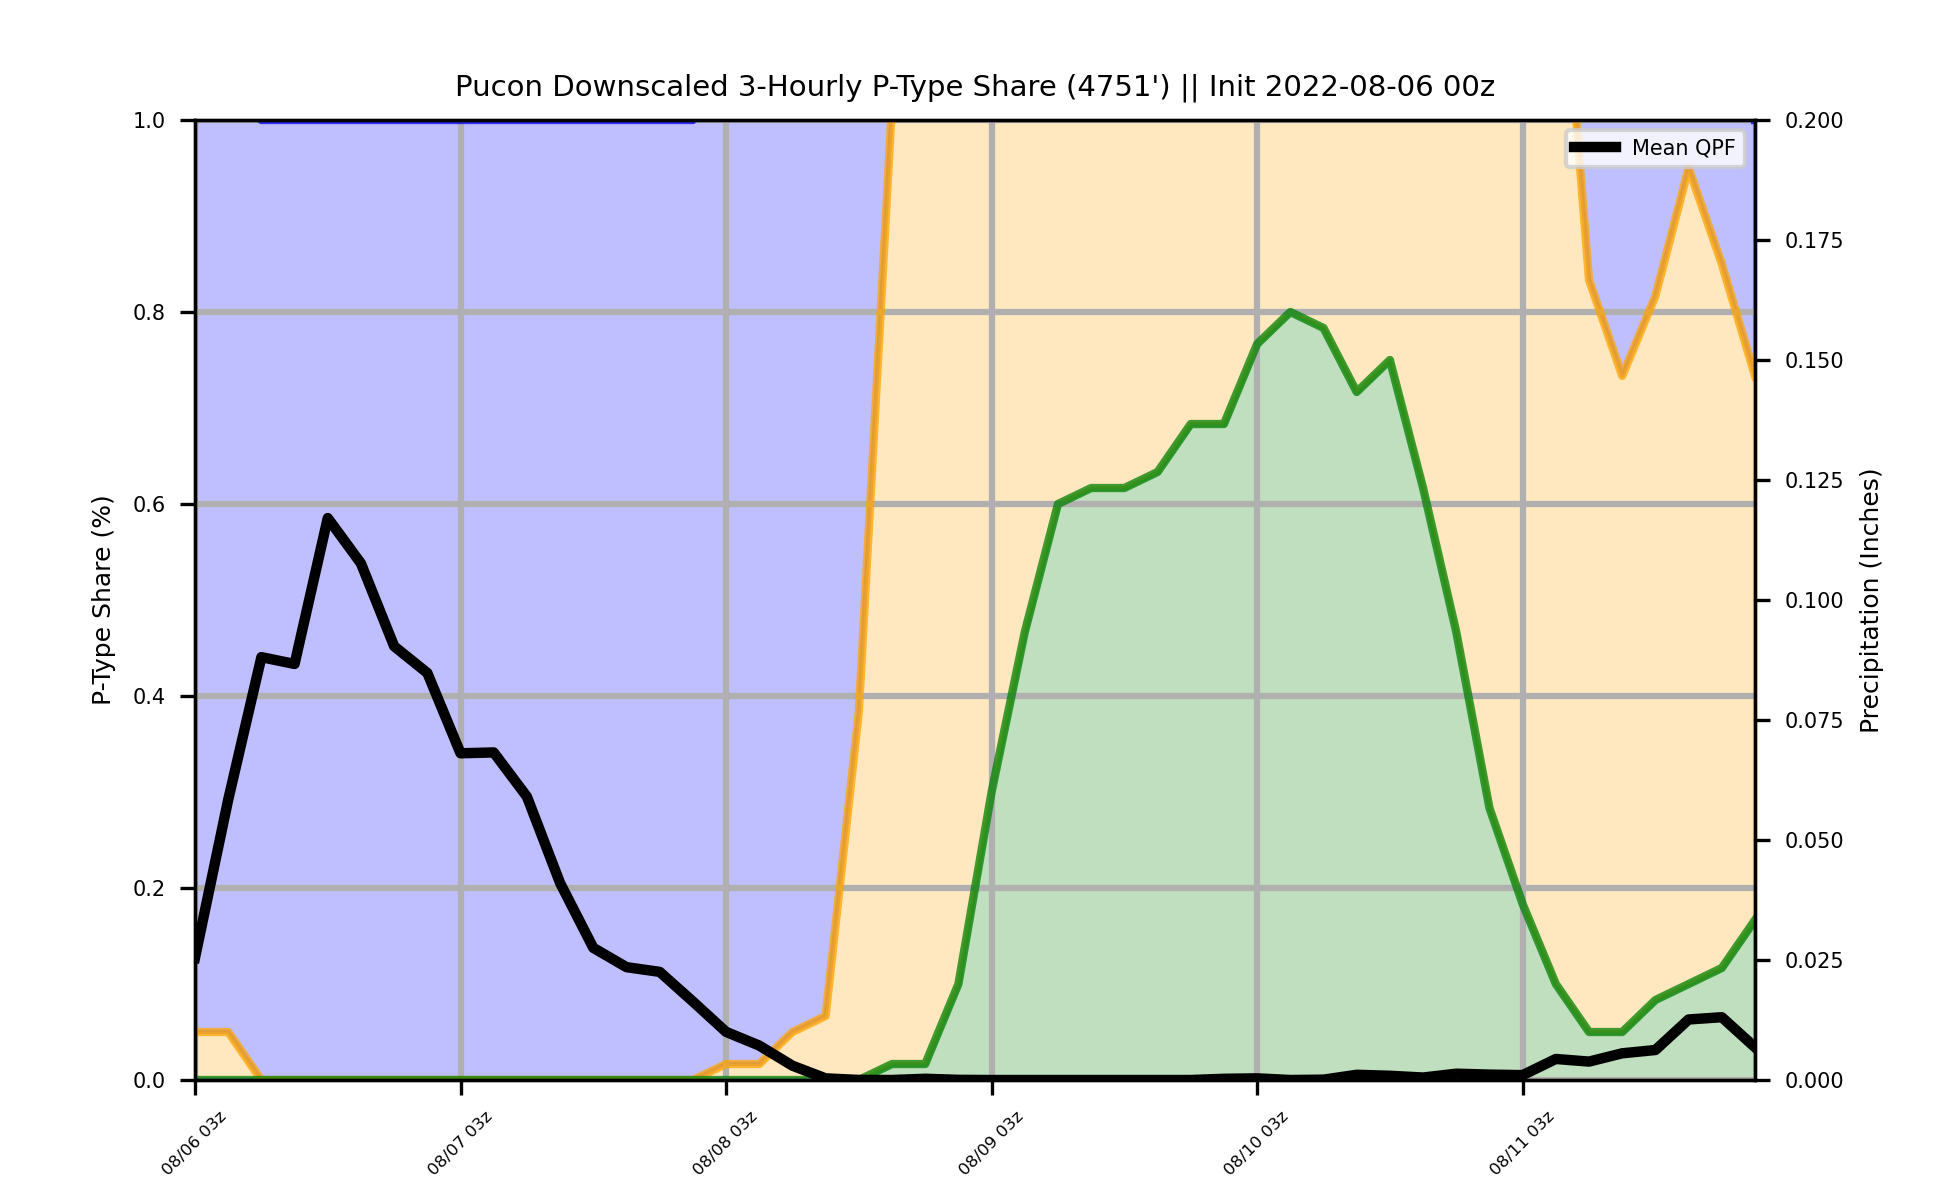 Pucon Downscaled 3-Hourly P-Type Share (4751') || Init 2022-08-06 00z
Mean QPF
P-Type Share (%)
1.0
0.8
0.6
0.4
0.2
0.0
Precipitation (Inches)
0.200
0.175
0.150
0.125
0.100
0.075
0.050
0.025
0.000
08/06 03z
08/07 03z
08/08 03z
08/09 03z
08/10 03z
08/11 03z